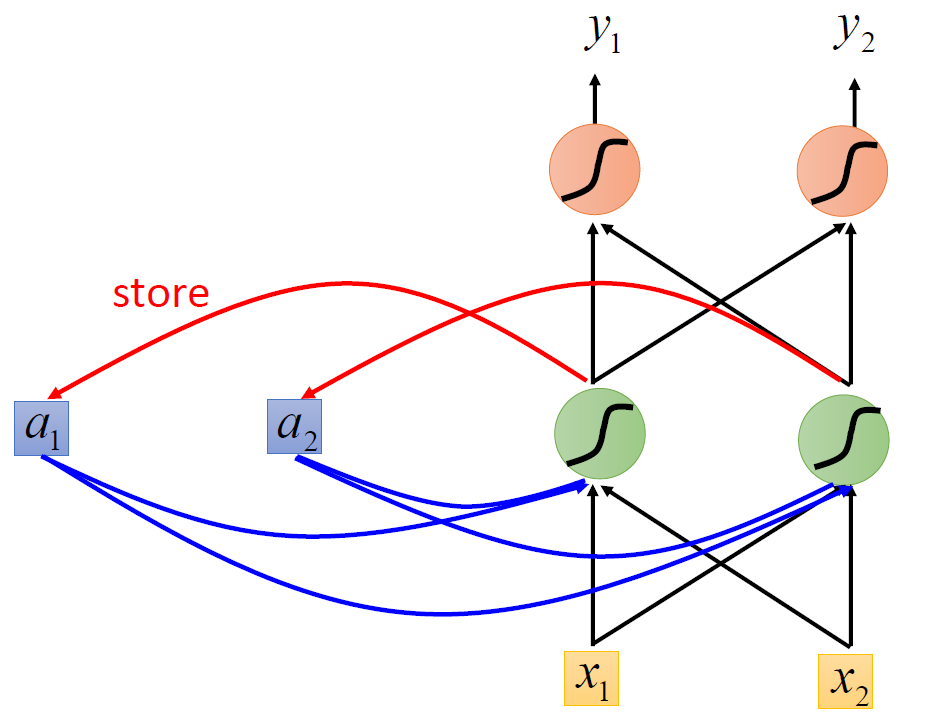 y₁ y₂
store
a₁ a₂
x₁ x₂